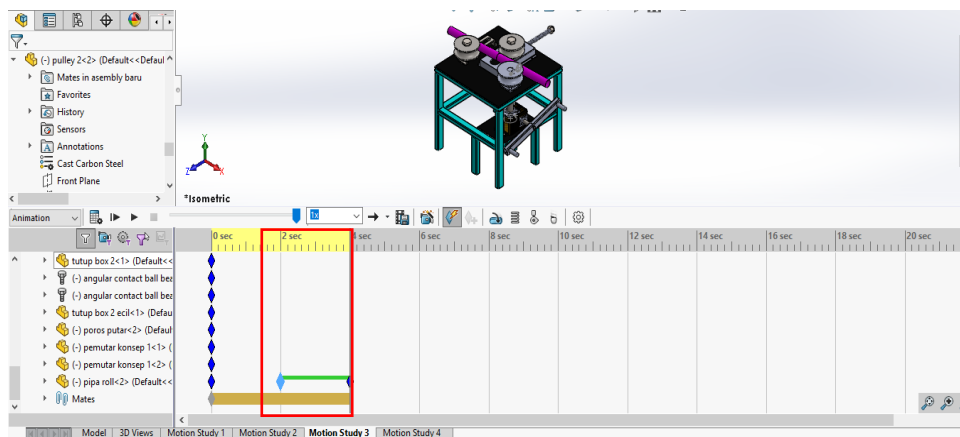 (-) pulley 2<2> (Default<<Defaul
Mates in asembly baru
Favorites
History
Sensors
Annotations
Cast Carbon Steel
Front Plane
Y
Z
X
*Isometric
Animation
1x
0 sec 2 sec 4 sec 6 sec 8 sec 10 sec 12 sec 14 sec 16 sec 18 sec 20 sec
tutup box 2<1> (Default<<
(-) angular contact ball bea
(-) angular contact ball bea
tutup box 2 ecil<1> (Defau
(-) poros putar<2> (Default
(-) pemutar konsep 1<1> (
(-) pemutar konsep 1<2> (
(-) pipa roll<2> (Default<<
Mates
Model 3D Views Motion Study 1 Motion Study 2 Motion Study 3 Motion Study 4